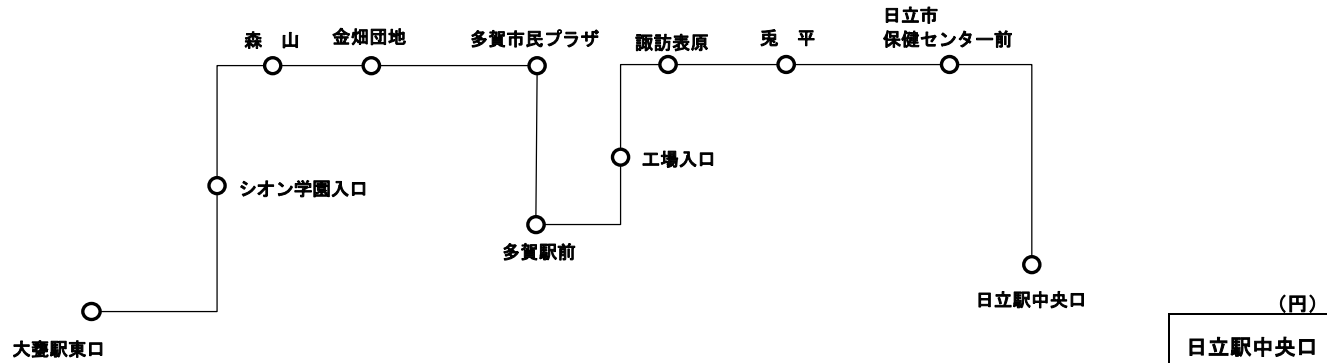 日立市
保健センター前
森　山
金畑団地
多賀市民プラザ
諏訪表原
兎　平
工場入口
シオン学園入口
多賀駅前
日立駅中央口
(円)
大甕駅東口
日立駅中央口